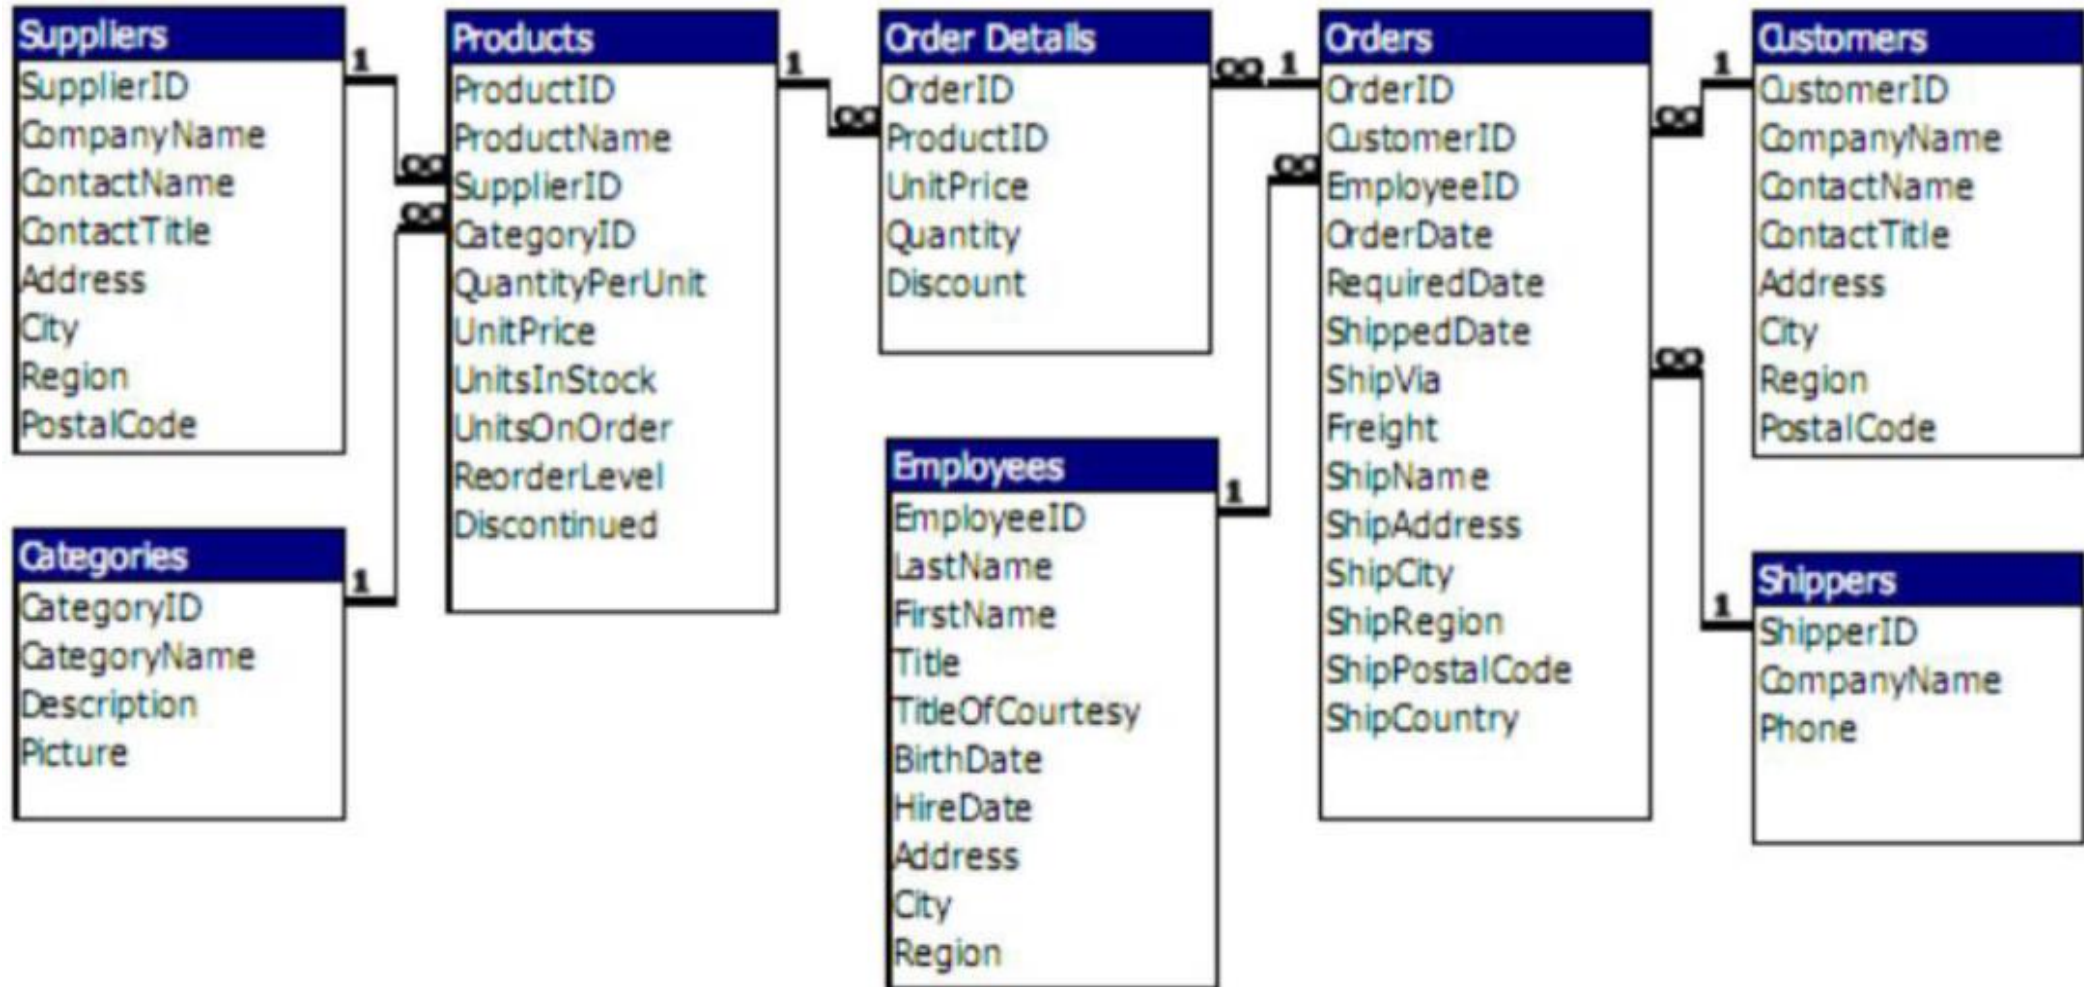 Suppliers
SupplierID
CompanyName
ContactName
ContactTitle
Address
City
Region
PostalCode
1
∞
∞
Categories
CategoryID
CategoryName
Description
Picture
1
Products
ProductID
ProductName
SupplierID
CategoryID
QuantityPerUnit
UnitPrice
UnitsInStock
UnitsOnOrder
ReorderLevel
Discontinued
1
∞
Order Details
OrderID
ProductID
UnitPrice
Quantity
Discount
∞ 1
∞
Employees
EmployeeID
LastName
FirstName
Title
TitleOfCourtesy
BirthDate
HireDate
Address
City
Region
1
Orders
OrderID
CustomerID
EmployeeID
OrderDate
RequiredDate
ShippedDate
ShipVia
Freight
ShipName
ShipAddress
ShipCity
ShipRegion
ShipPostalCode
ShipCountry
1
∞
∞
1
Customers
CustomerID
CompanyName
ContactName
ContactTitle
Address
City
Region
PostalCode
Shippers
ShipperID
CompanyName
Phone